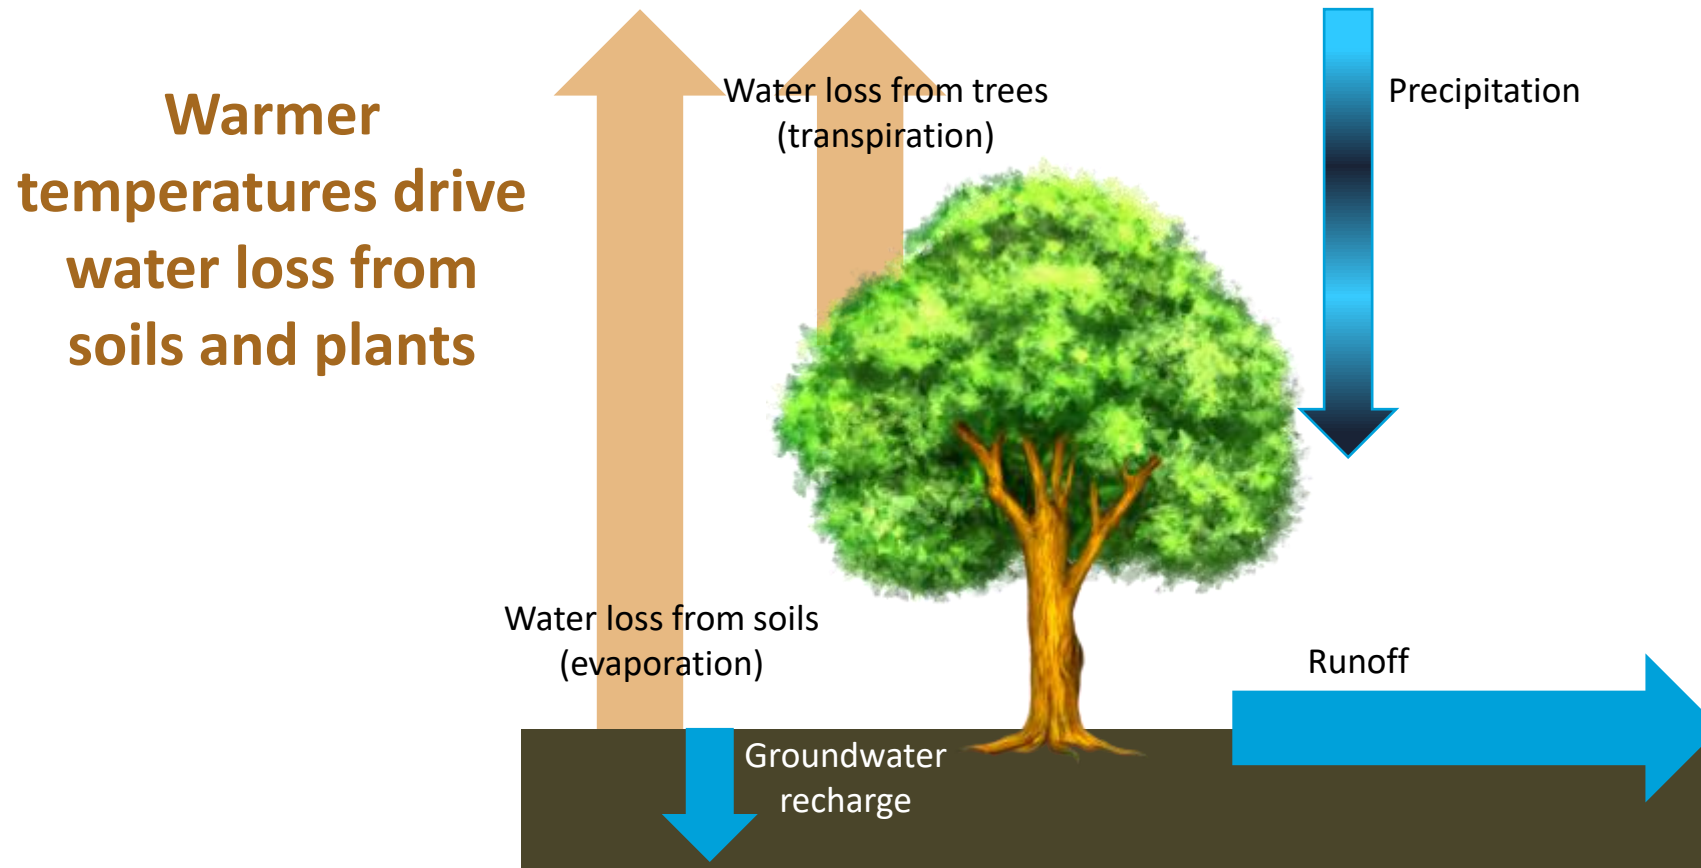 Warmer
temperatures drive
water loss from
soils and plants
Water loss from trees
(transpiration)
Precipitation
Water loss from soils
(evaporation)
Runoff
Groundwater
recharge